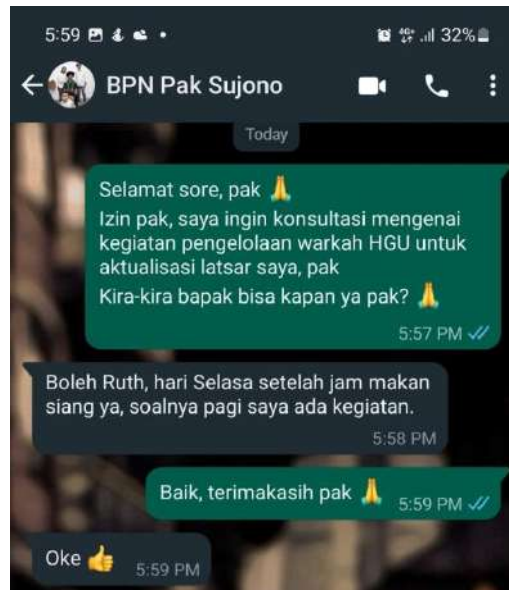 5:59
4G+ 32%
BPN Pak Sujono
Today
Selamat sore, pak 🙏
Izin pak, saya ingin konsultasi mengenai
kegiatan pengelolaan warkah HGU untuk
aktualisasi latsar saya, pak
Kira-kira bapak bisa kapan ya pak? 🙏
5:57 PM
Boleh Ruth, hari Selasa setelah jam makan
siang ya, soalnya pagi saya ada kegiatan.
5:58 PM
Baik, terimakasih pak 🙏
5:59 PM
Oke 👍
5:59 PM